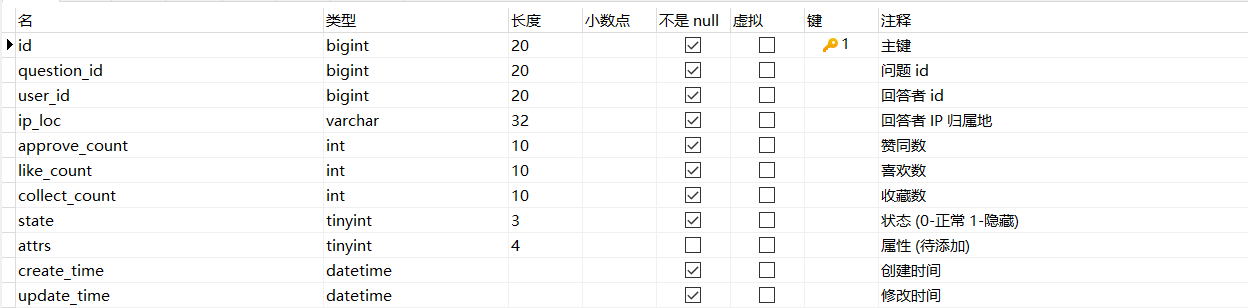 名 类型 长度 小数点 不是 null 虚拟 键 注释
id bigint 20 1 主键
question_id bigint 20 问题 id
user_id bigint 20 回答者 id
ip_loc varchar 32 回答者 IP 归属地
approve_count int 10 赞同数
like_count int 10 喜欢数
collect_count int 10 收藏数
state tinyint 3 状态 (0-正常 1-隐藏)
attrs tinyint 4 属性 (待添加)
create_time datetime 创建时间
update_time datetime 修改时间